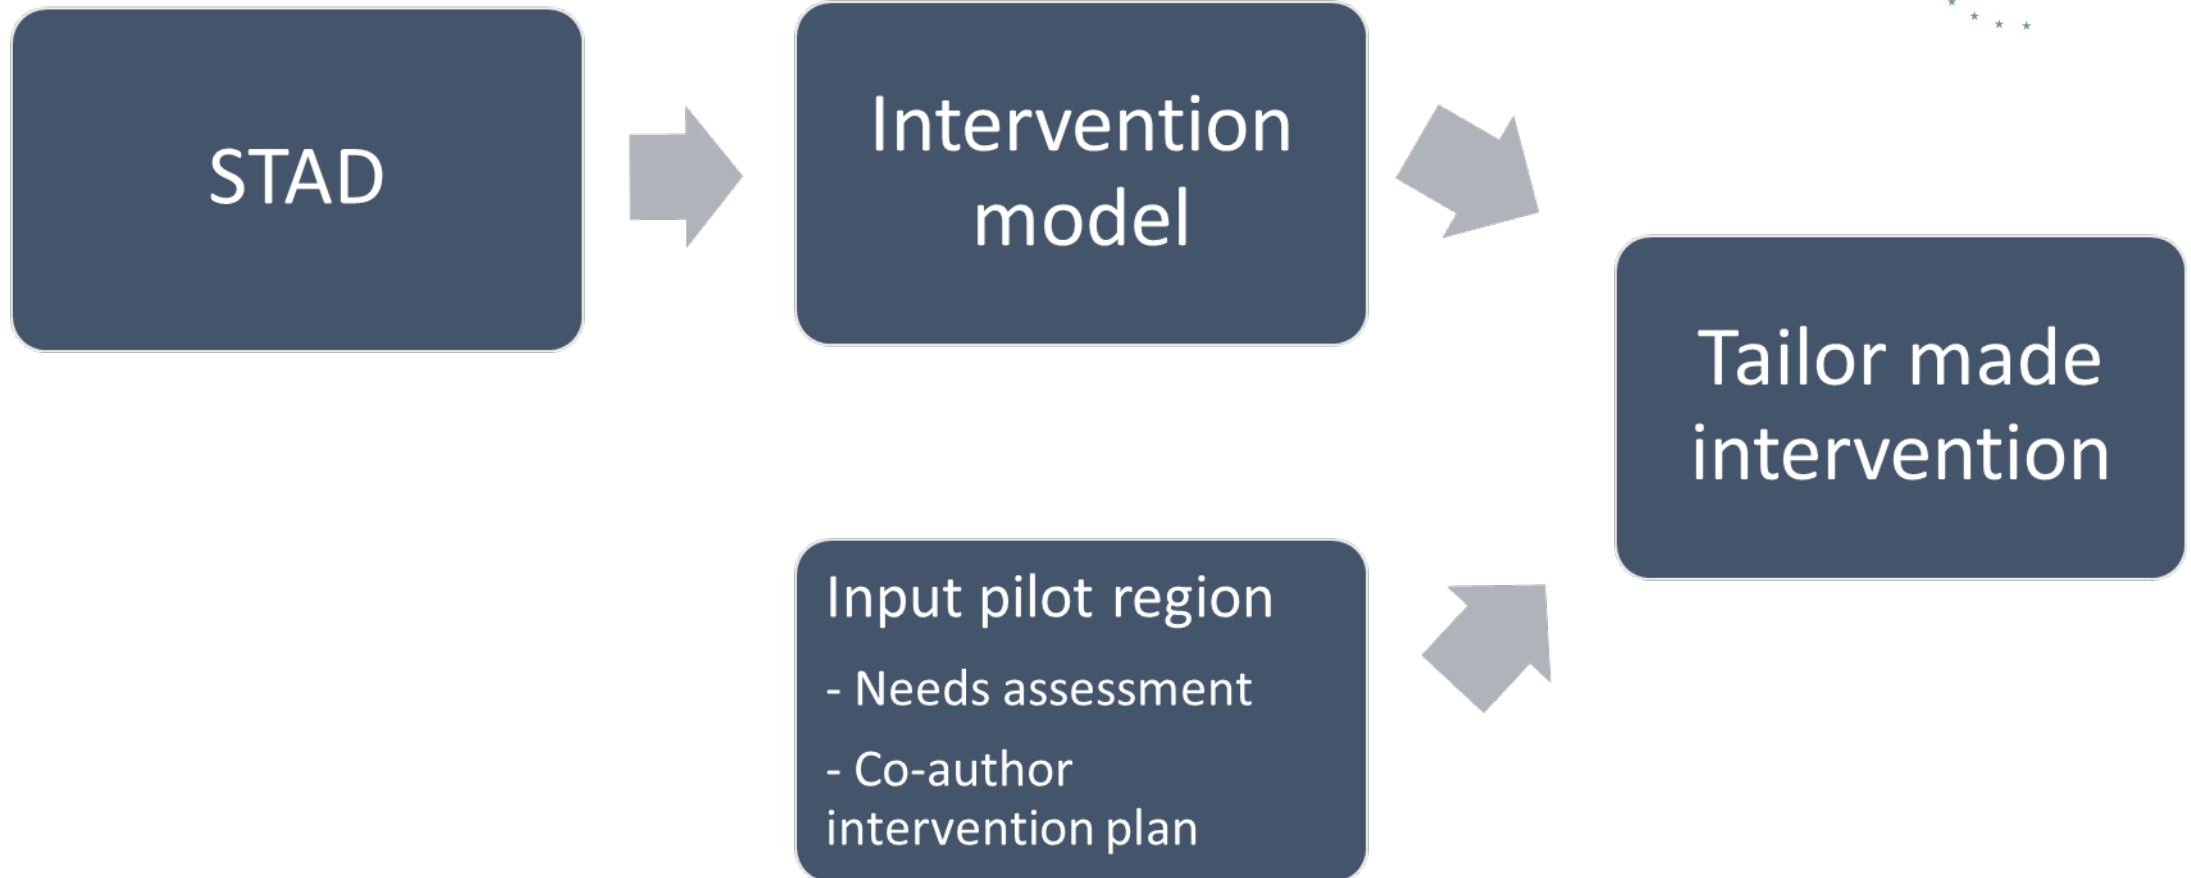 STAD
Intervention
model
Tailor made
intervention
Input pilot region
- Needs assessment
- Co-author
intervention plan